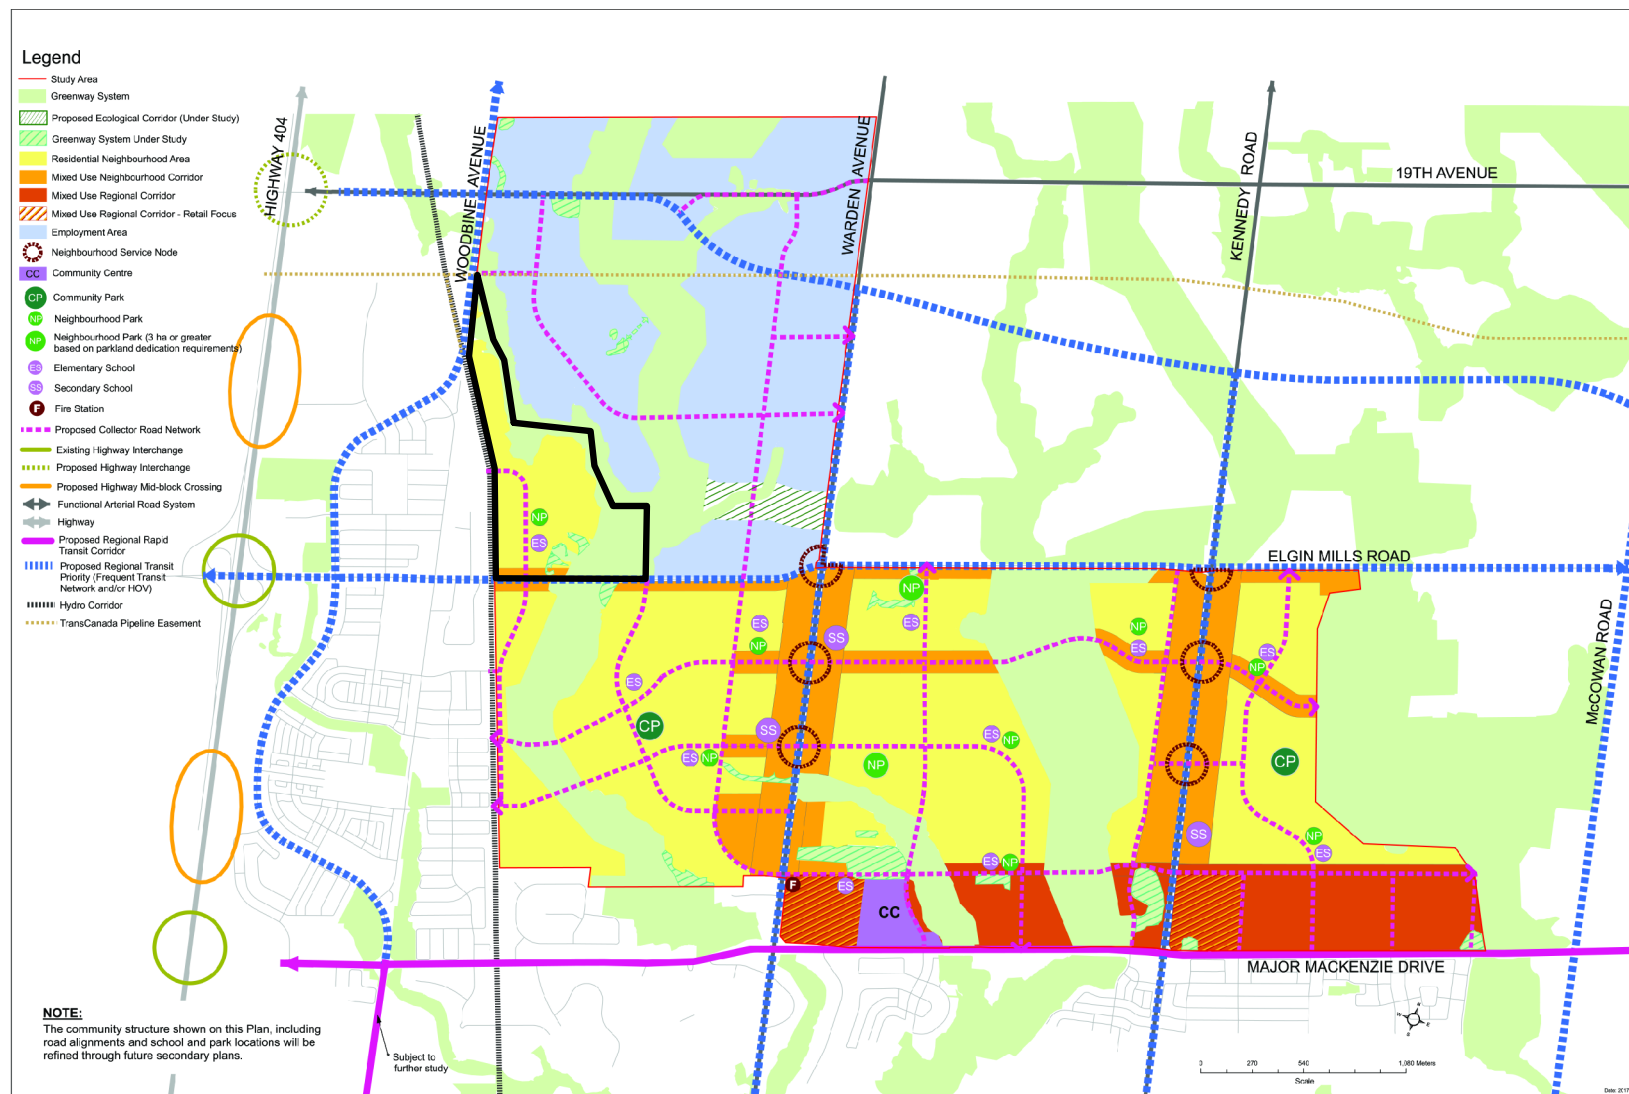 Legend
Study Area
Greenway System
Proposed Ecological Corridor (Under Study)
Greenway System Under Study
Residential Neighbourhood Area
Mixed Use Neighbourhood Corridor
Mixed Use Regional Corridor
Mixed Use Regional Corridor - Retail Focus
Employment Area
Neighbourhood Service Node
CC Community Centre
CP Community Park
NP Neighbourhood Park
NP Neighbourhood Park (3 ha or greater
based on parkland dedication requirements)
ES Elementary School
SS Secondary School
F Fire Station
Proposed Collector Road Network
Existing Highway Interchange
Proposed Highway Interchange
Proposed Highway Mid-block Crossing
Functional Arterial Road System
Highway
Proposed Regional Rapid
Transit Corridor
Proposed Regional Transit
Priority (Frequent Transit
Network and/or HOV)
Hydro Corridor
TransCanada Pipeline Easement
HIGHWAY 404
WOODBINE AVENUE
WARDEN AVENUE
KENNEDY ROAD
19TH AVENUE
ELGIN MILLS ROAD
McCOWAN ROAD
MAJOR MACKENZIE DRIVE
NP
ES
NP
ES
ES
NP
SS
NP
ES
ES
NP
ES
CP
SS
ES
NP
NP
ES
NP
CP
SS
NP
ES
ES
NP
F
ES
CC
NOTE:
The community structure shown on this Plan, including
road alignments and school and park locations will be
refined through future secondary plans.
Subject to
further study
N
E
S
W
0 270 540 1,080 Meters
Scale
Date: 2017